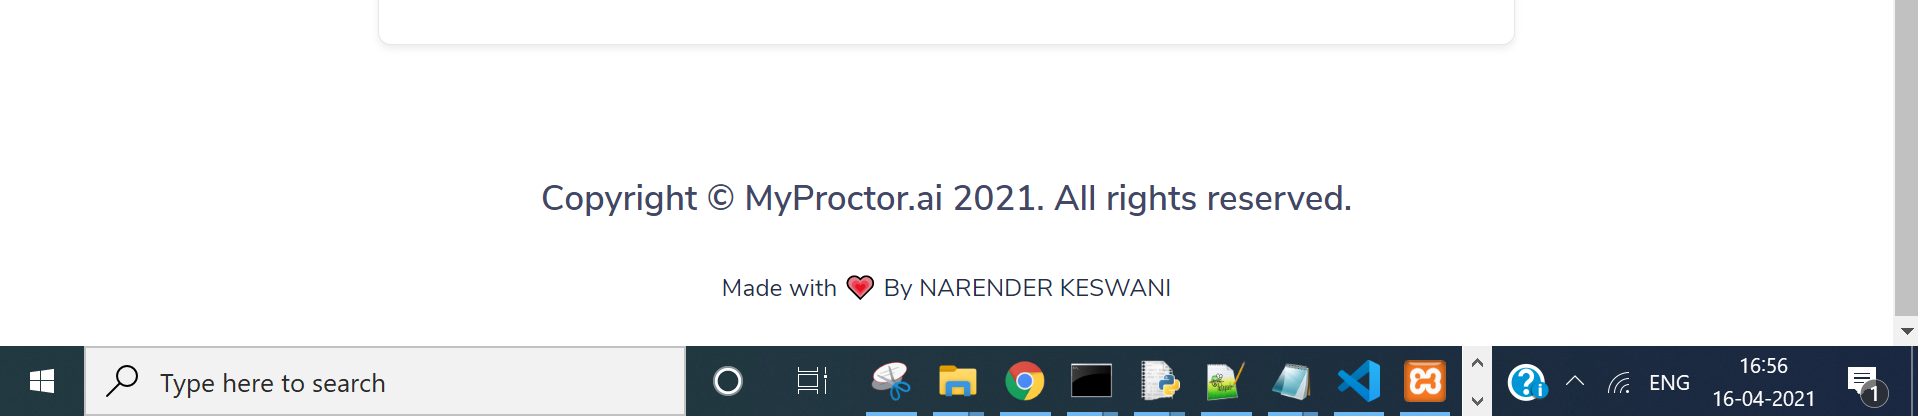 Copyright © MyProctor.ai 2021. All rights reserved.
Made with ❤ By NARENDER KESWANI
Type here to search
ENG
16:56
16-04-2021
1